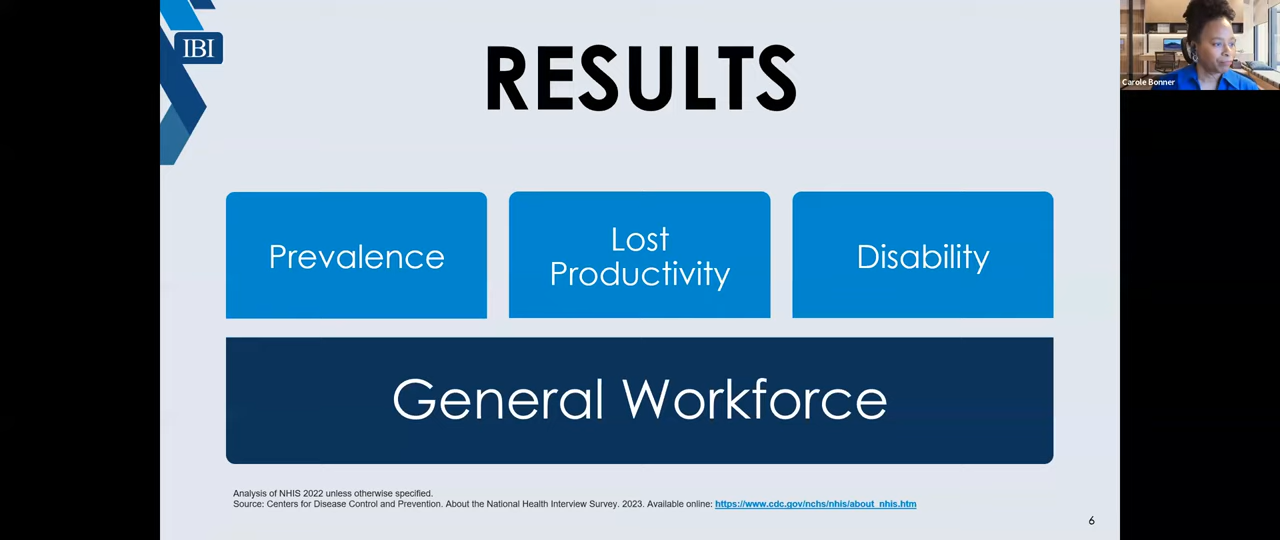 IBI
RESULTS
Carole Bonner
Prevalence
Lost
Productivity
Disability
General Workforce
Analysis of NHIS 2022 unless otherwise specified.
Source: Centers for Disease Control and Prevention. About the National Health Interview Survey. 2023. Available online: https://www.cdc.gov/nchs/nhis/about_nhis.htm
6